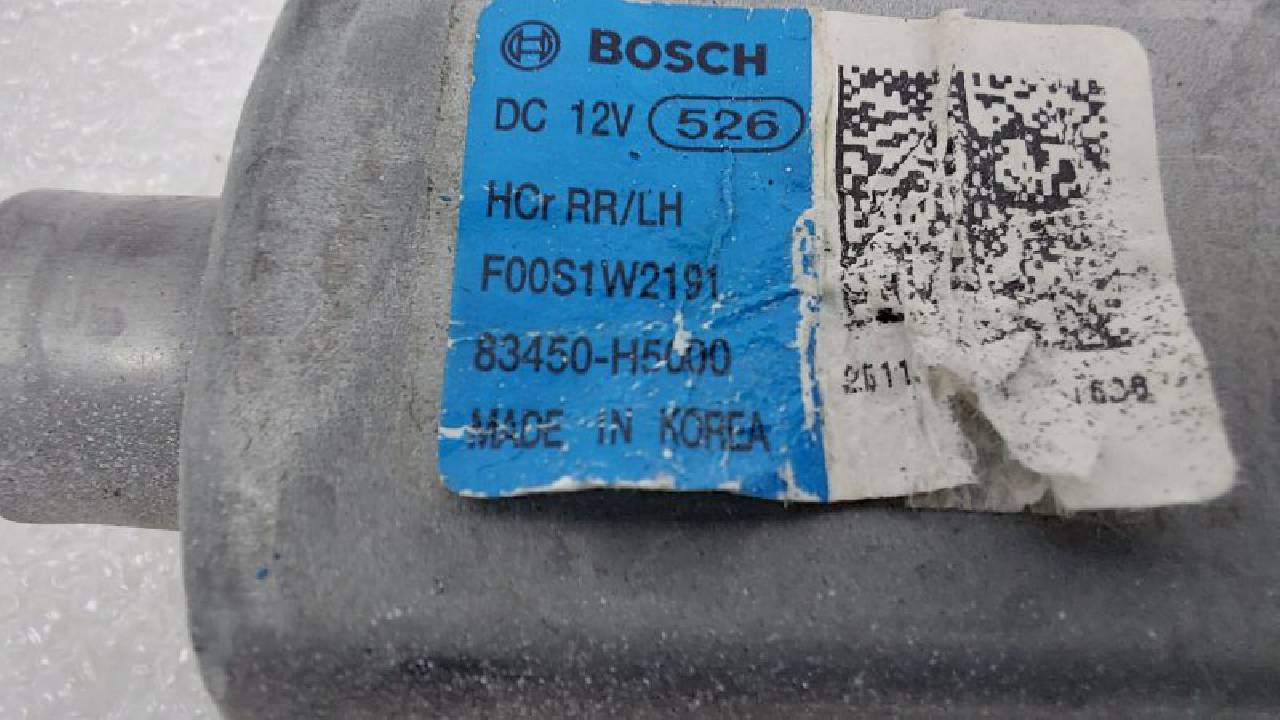 BOSCH
DC 12V 526
HCr RR/LH
F00S1W2191
83450-H5000
MADE IN KOREA